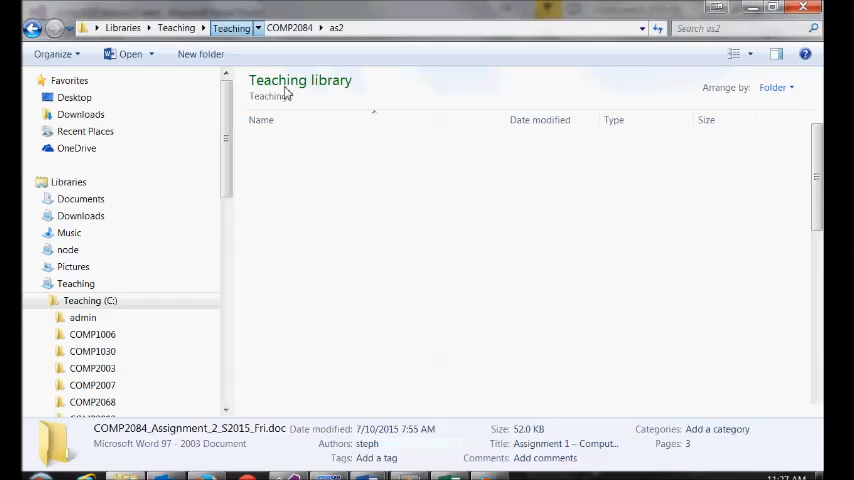 Libraries Teaching Teaching COMP2084 as2 Search as2
Organize Open New folder
Favorites
Desktop
Downloads
Recent Places
OneDrive
Libraries
Documents
Downloads
Music
node
Pictures
Teaching
Teaching (C:)
admin
COMP1006
COMP1030
COMP2003
COMP2007
COMP2068
Teaching library
Teaching
Arrange by: Folder
Name Date modified Type Size
COMP2084_Assignment_2_S2015_Fri.doc Date modified: 7/10/2015 7:55 AM Size: 52.0 KB Categories: Add a category
Microsoft Word 97 - 2003 Document Authors: steph Title: Assignment 1 – Comput... Pages: 3
Tags: Add a tag Comments: Add comments